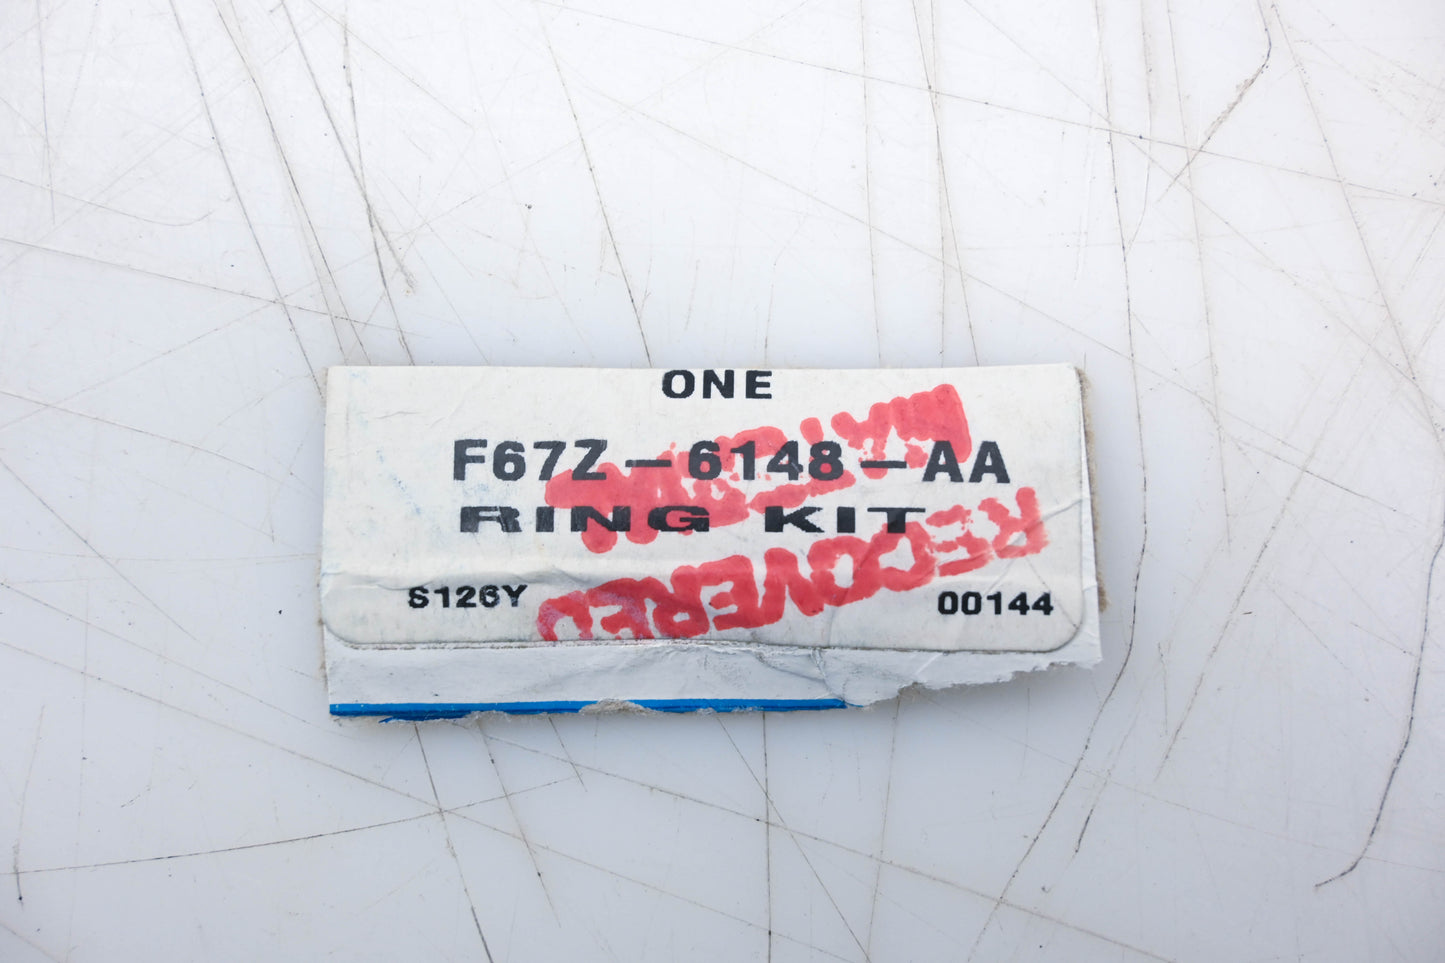 ONE
F67Z-6148-AA
RING KIT
S126Y 00144
RECOVERED